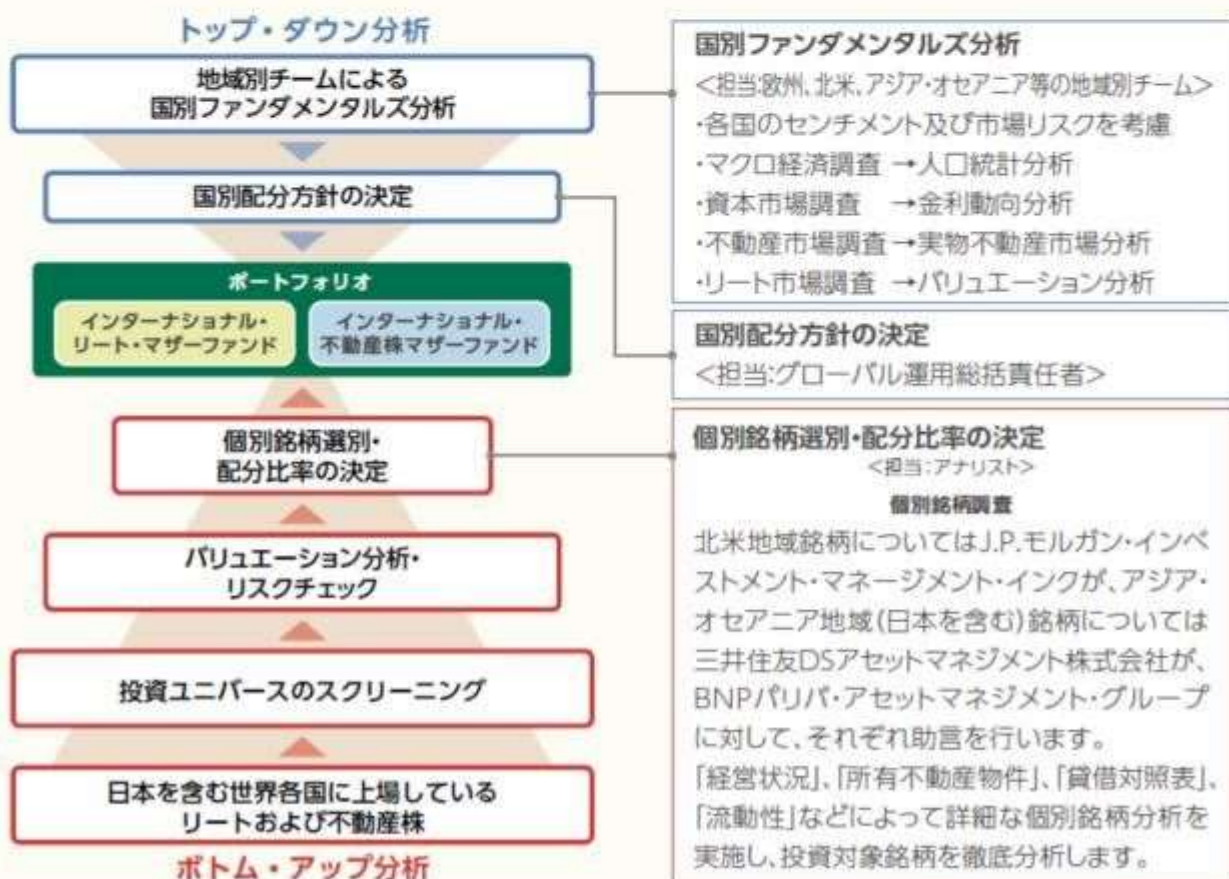 トップ・ダウン分析
地域別チームによる
国別ファンダメンタルズ分析
国別配分方針の決定
ポートフォリオ
インターナショナル・
リート・マザーファンド
インターナショナル・
不動産株マザーファンド
個別銘柄選別・
配分比率の決定
バリュエーション分析・
リスクチェック
投資ユニバースのスクリーニング
日本を含む世界各国に上場している
リートおよび不動産株
ボトム・アップ分析
国別ファンダメンタルズ分析
<担当:欧州、北米、アジア・オセアニア等の地域別チーム>
・各国のセンチメント及び市場リスクを考慮
・マクロ経済調査 →人口統計分析
・資本市場調査 →金利動向分析
・不動産市場調査→実物不動産市場分析
・リート市場調査 →バリュエーション分析
国別配分方針の決定
<担当:グローバル運用総括責任者>
個別銘柄選別・配分比率の決定
<担当:アナリスト>
個別銘柄調査
北米地域銘柄についてはJ.P.モルガン・インベ
ストメント・マネージメント・インクが、アジア・
オセアニア地域(日本を含む)銘柄については
三井住友DSアセットマネジメント株式会社が、
BNPパリバ・アセットマネジメント・グループ
に対して、それぞれ助言を行います。
「経営状況」、「所有不動産物件」、「貸借対照表」、
「流動性」などによって詳細な個別銘柄分析を
実施し、投資対象銘柄を徹底分析します。